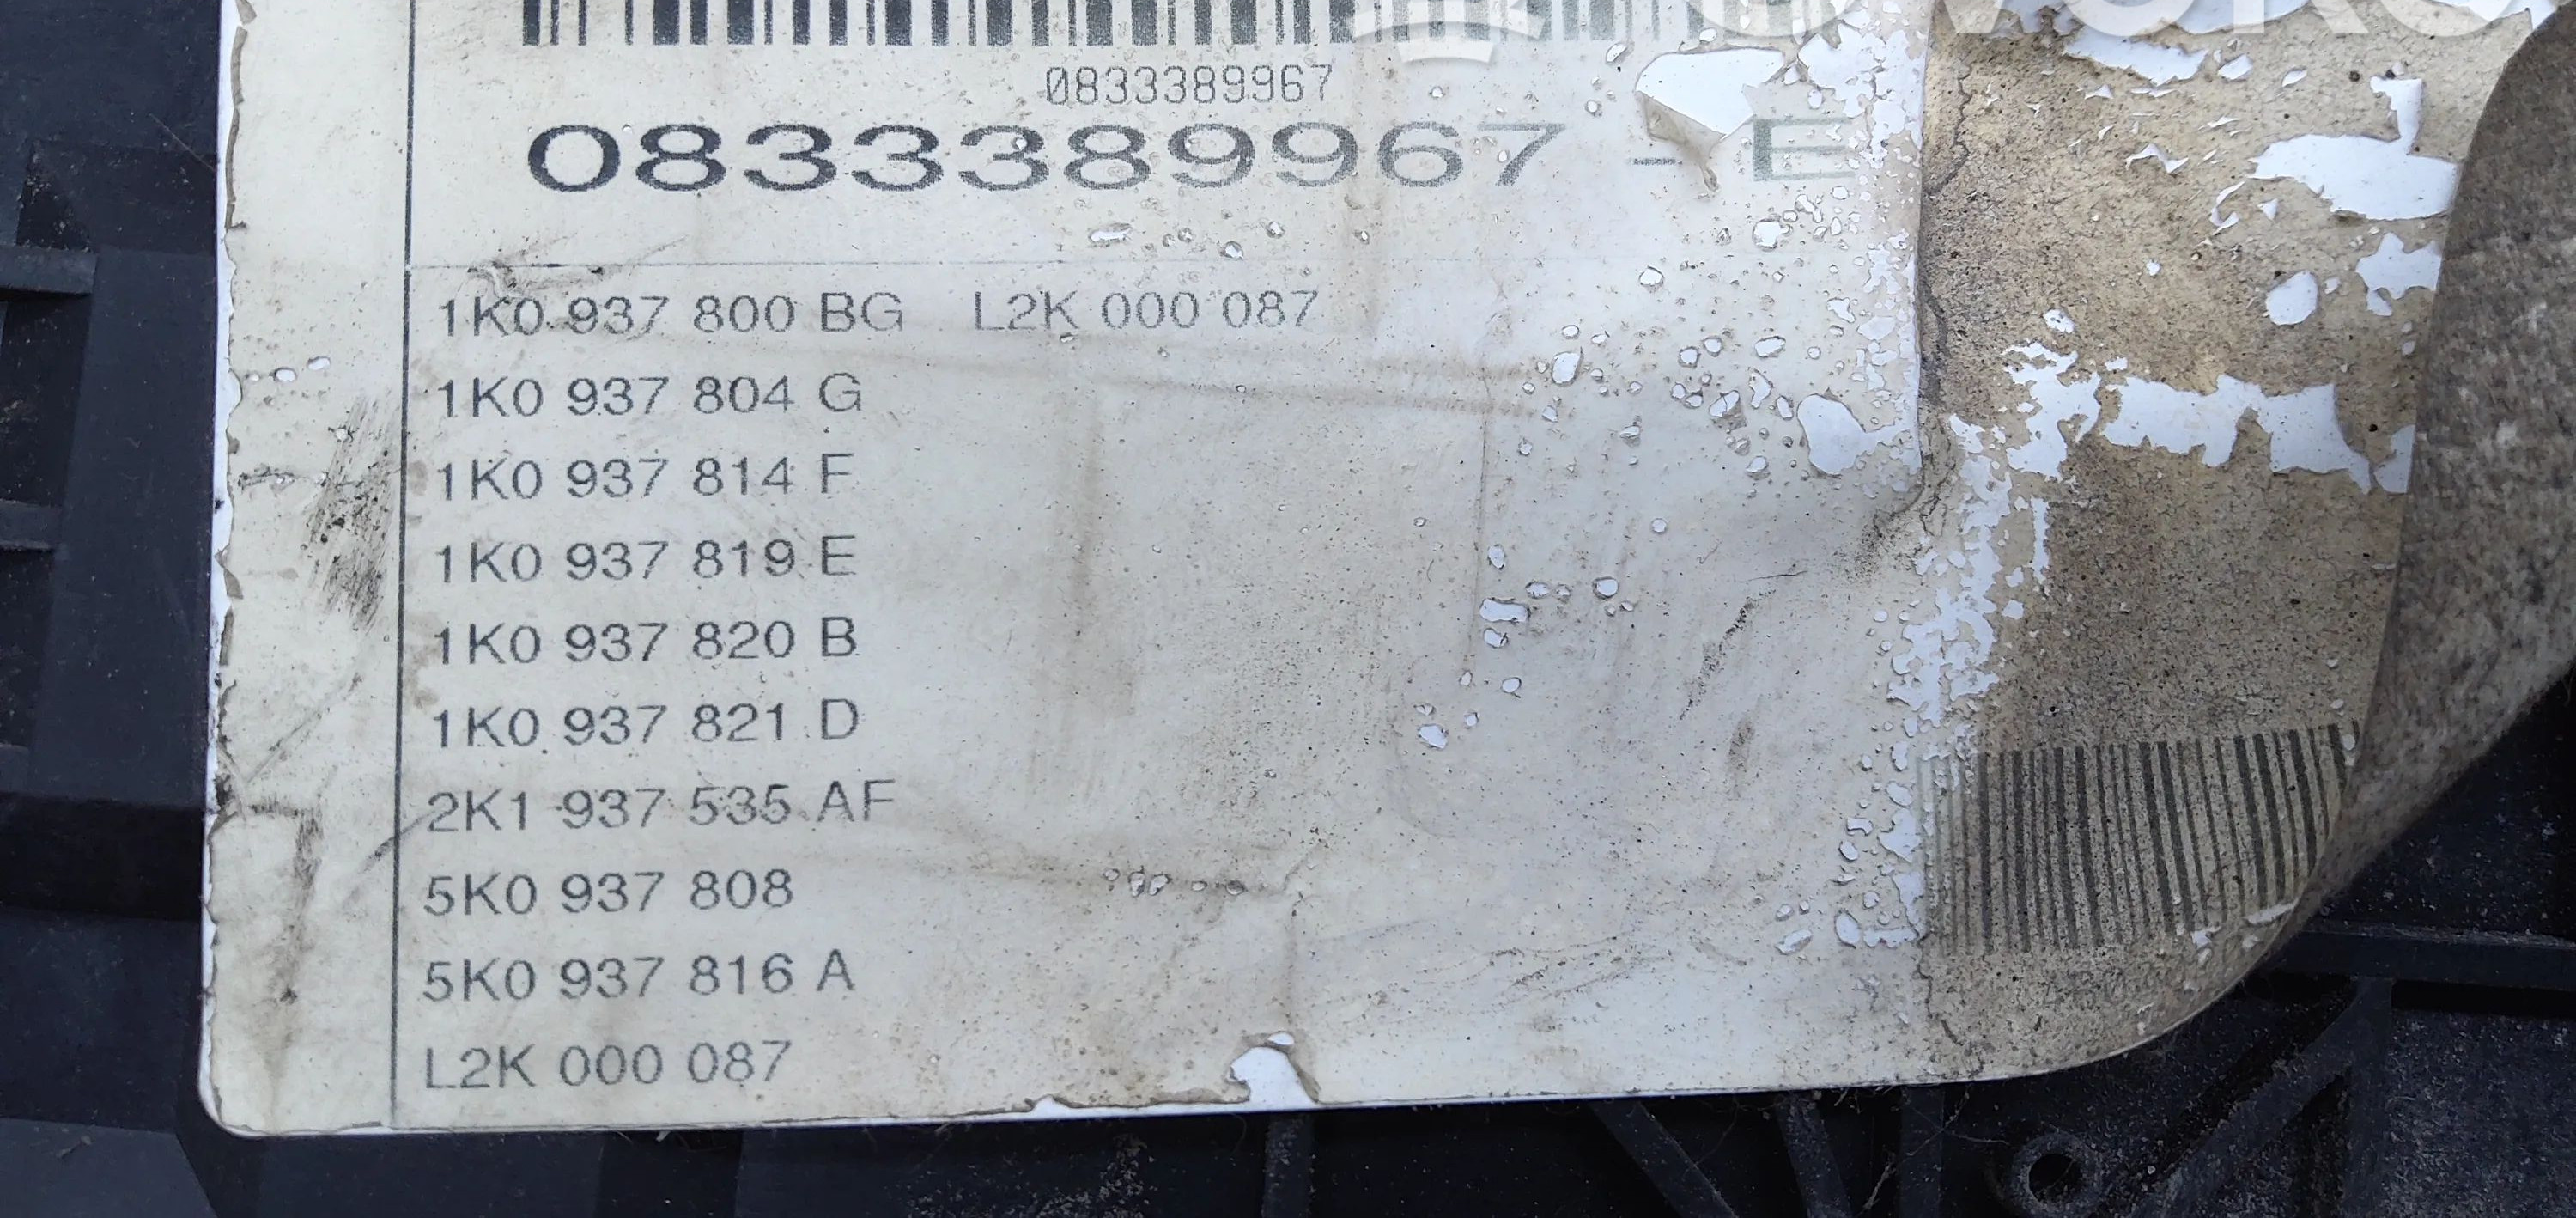 0833389967
0833389967 - E
1K0 937 800 BG L2K 000 087
1K0 937 804 G
1K0 937 814 F
1K0 937 819 E
1K0 937 820 B
1K0 937 821 D
2K1 937 535 AF
5K0 937 808
5K0 937 816 A
L2K 000 087